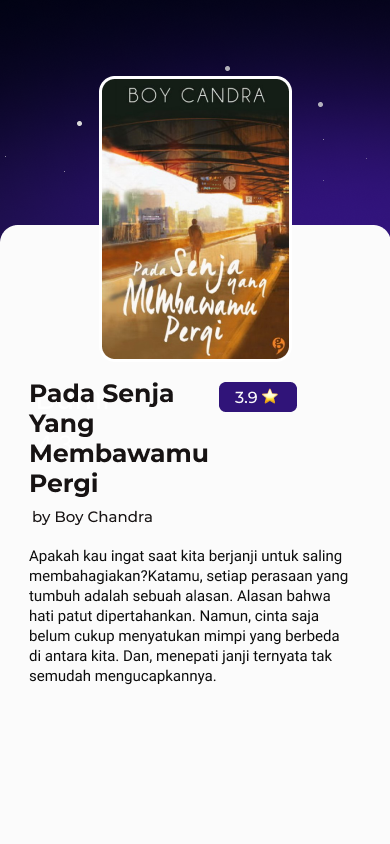 BOY CANDRA
Pada Senja yang
Membawamu
Pergi
Pada Senja
Yang
Membawamu
Pergi
3.9
by Boy Chandra
Apakah kau ingat saat kita berjanji untuk saling
membahagiakan?Katamu, setiap perasaan yang
tumbuh adalah sebuah alasan. Alasan bahwa
hati patut dipertahankan. Namun, cinta saja
belum cukup menyatukan mimpi yang berbeda
di antara kita. Dan, menepati janji ternyata tak
semudah mengucapkannya.